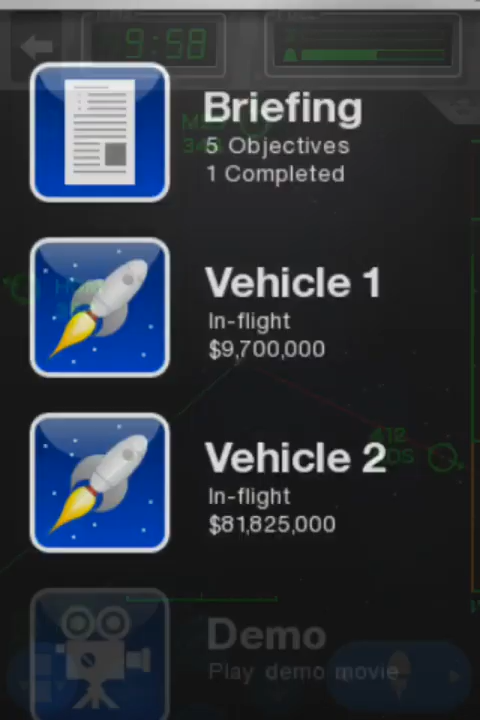 9:58
Briefing
5 Objectives
1 Completed
Vehicle 1
In-flight
$9,700,000
Vehicle 2
In-flight
$81,825,000
Demo
Play demo movie